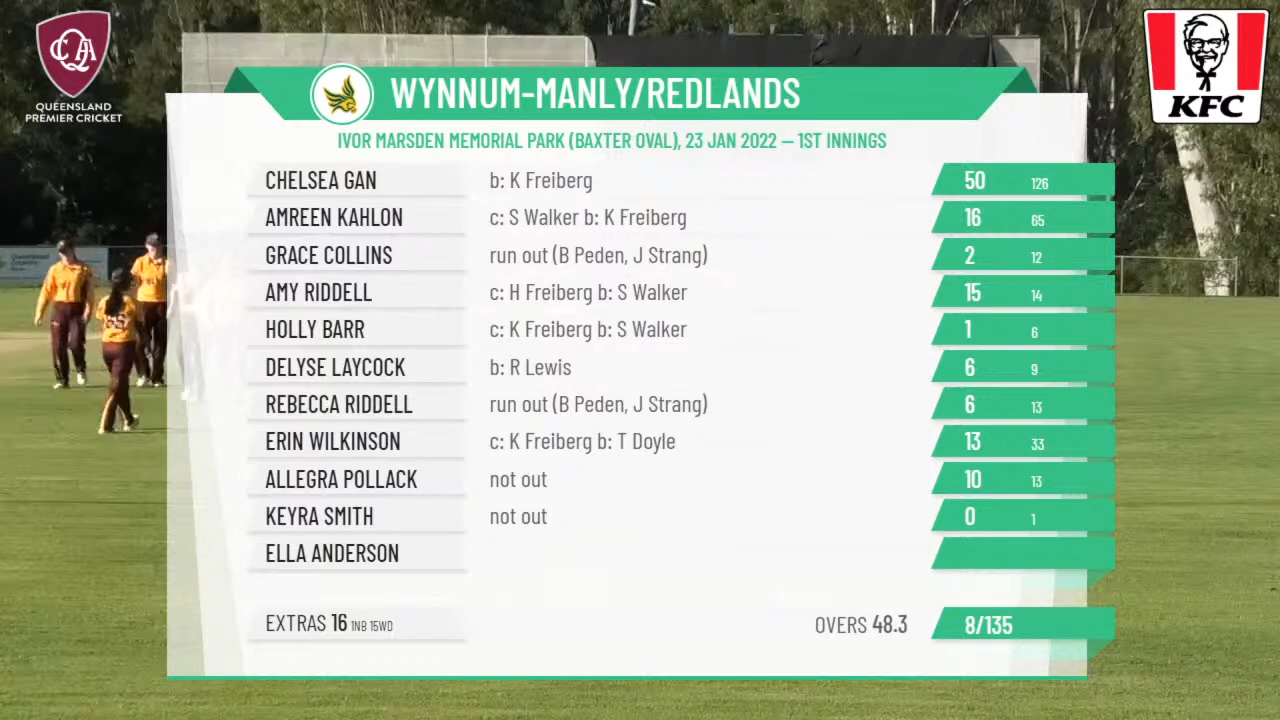 CQA
QUEENSLAND
PREMIER CRICKET
KFC
WYNNUM-MANLY/REDLANDS
IVOR MARSDEN MEMORIAL PARK (BAXTER OVAL), 23 JAN 2022 – 1ST INNINGS
CHELSEA GAN b: K Freiberg 50 126
AMREEN KAHLON c: S Walker b: K Freiberg 16 65
GRACE COLLINS run out (B Peden, J Strang) 2 12
AMY RIDDELL c: H Freiberg b: S Walker 15 14
HOLLY BARR c: K Freiberg b: S Walker 1 6
DELYSE LAYCOCK b: R Lewis 6 9
REBECCA RIDDELL run out (B Peden, J Strang) 6 13
ERIN WILKINSON c: K Freiberg b: T Doyle 13 33
ALLEGRA POLLACK not out 10 13
KEYRA SMITH not out 0 1
ELLA ANDERSON
EXTRAS 16 1NB 15WD OVERS 48.3 8/135